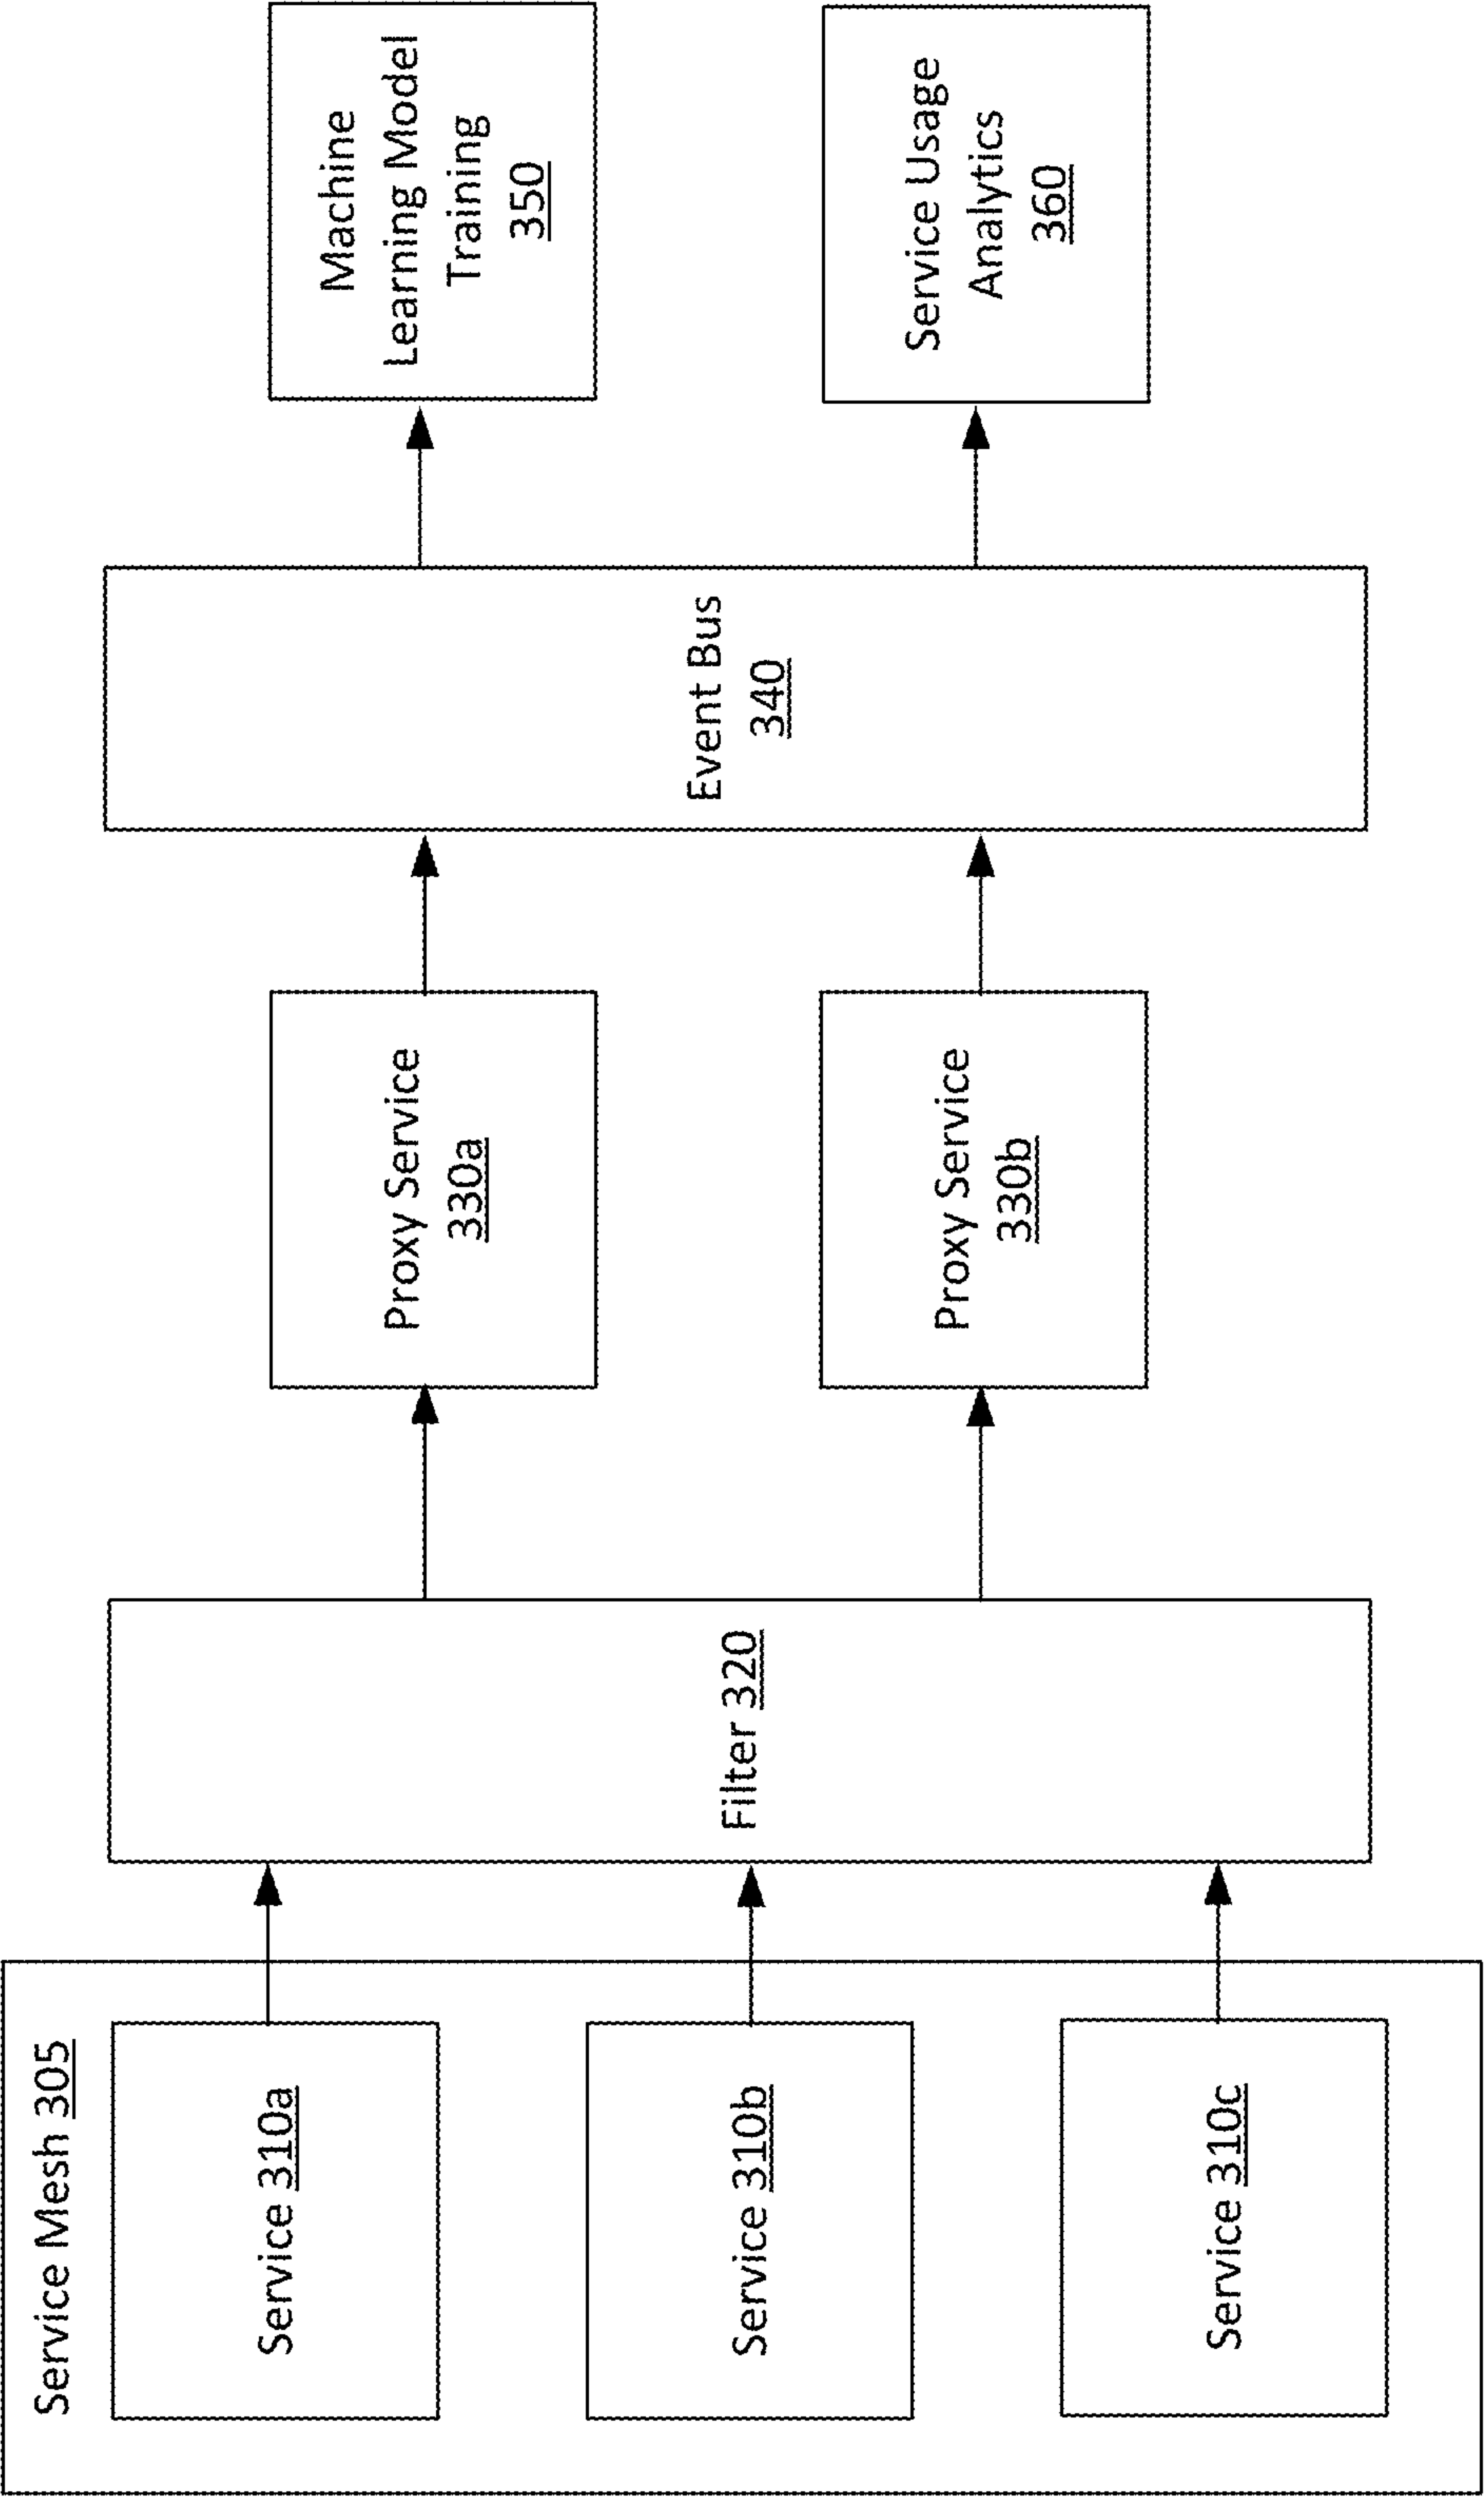 Service Mesh 305
Service 310a
Service 310b
Service 310c
Filter 320
Proxy Service
330a
Proxy Service
330b
Event Bus
340
Machine
Learning Model
Training
350
Service Usage
Analytics
360